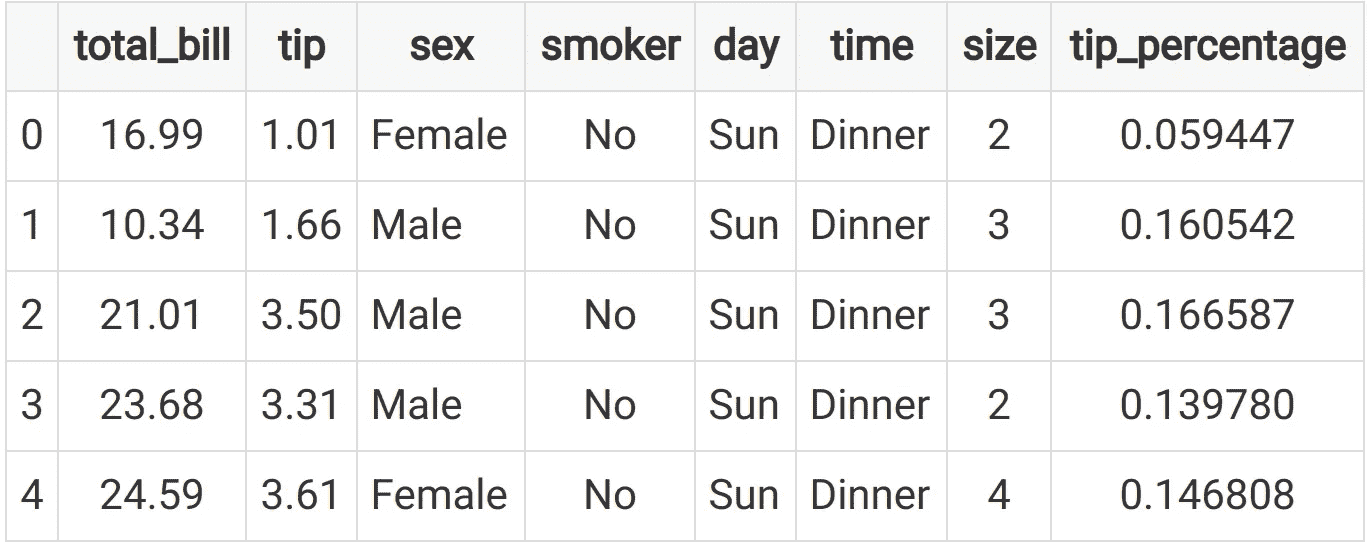 total_bill tip sex smoker day time size tip_percentage
0 16.99 1.01 Female No Sun Dinner 2 0.059447
1 10.34 1.66 Male No Sun Dinner 3 0.160542
2 21.01 3.50 Male No Sun Dinner 3 0.166587
3 23.68 3.31 Male No Sun Dinner 2 0.139780
4 24.59 3.61 Female No Sun Dinner 4 0.146808